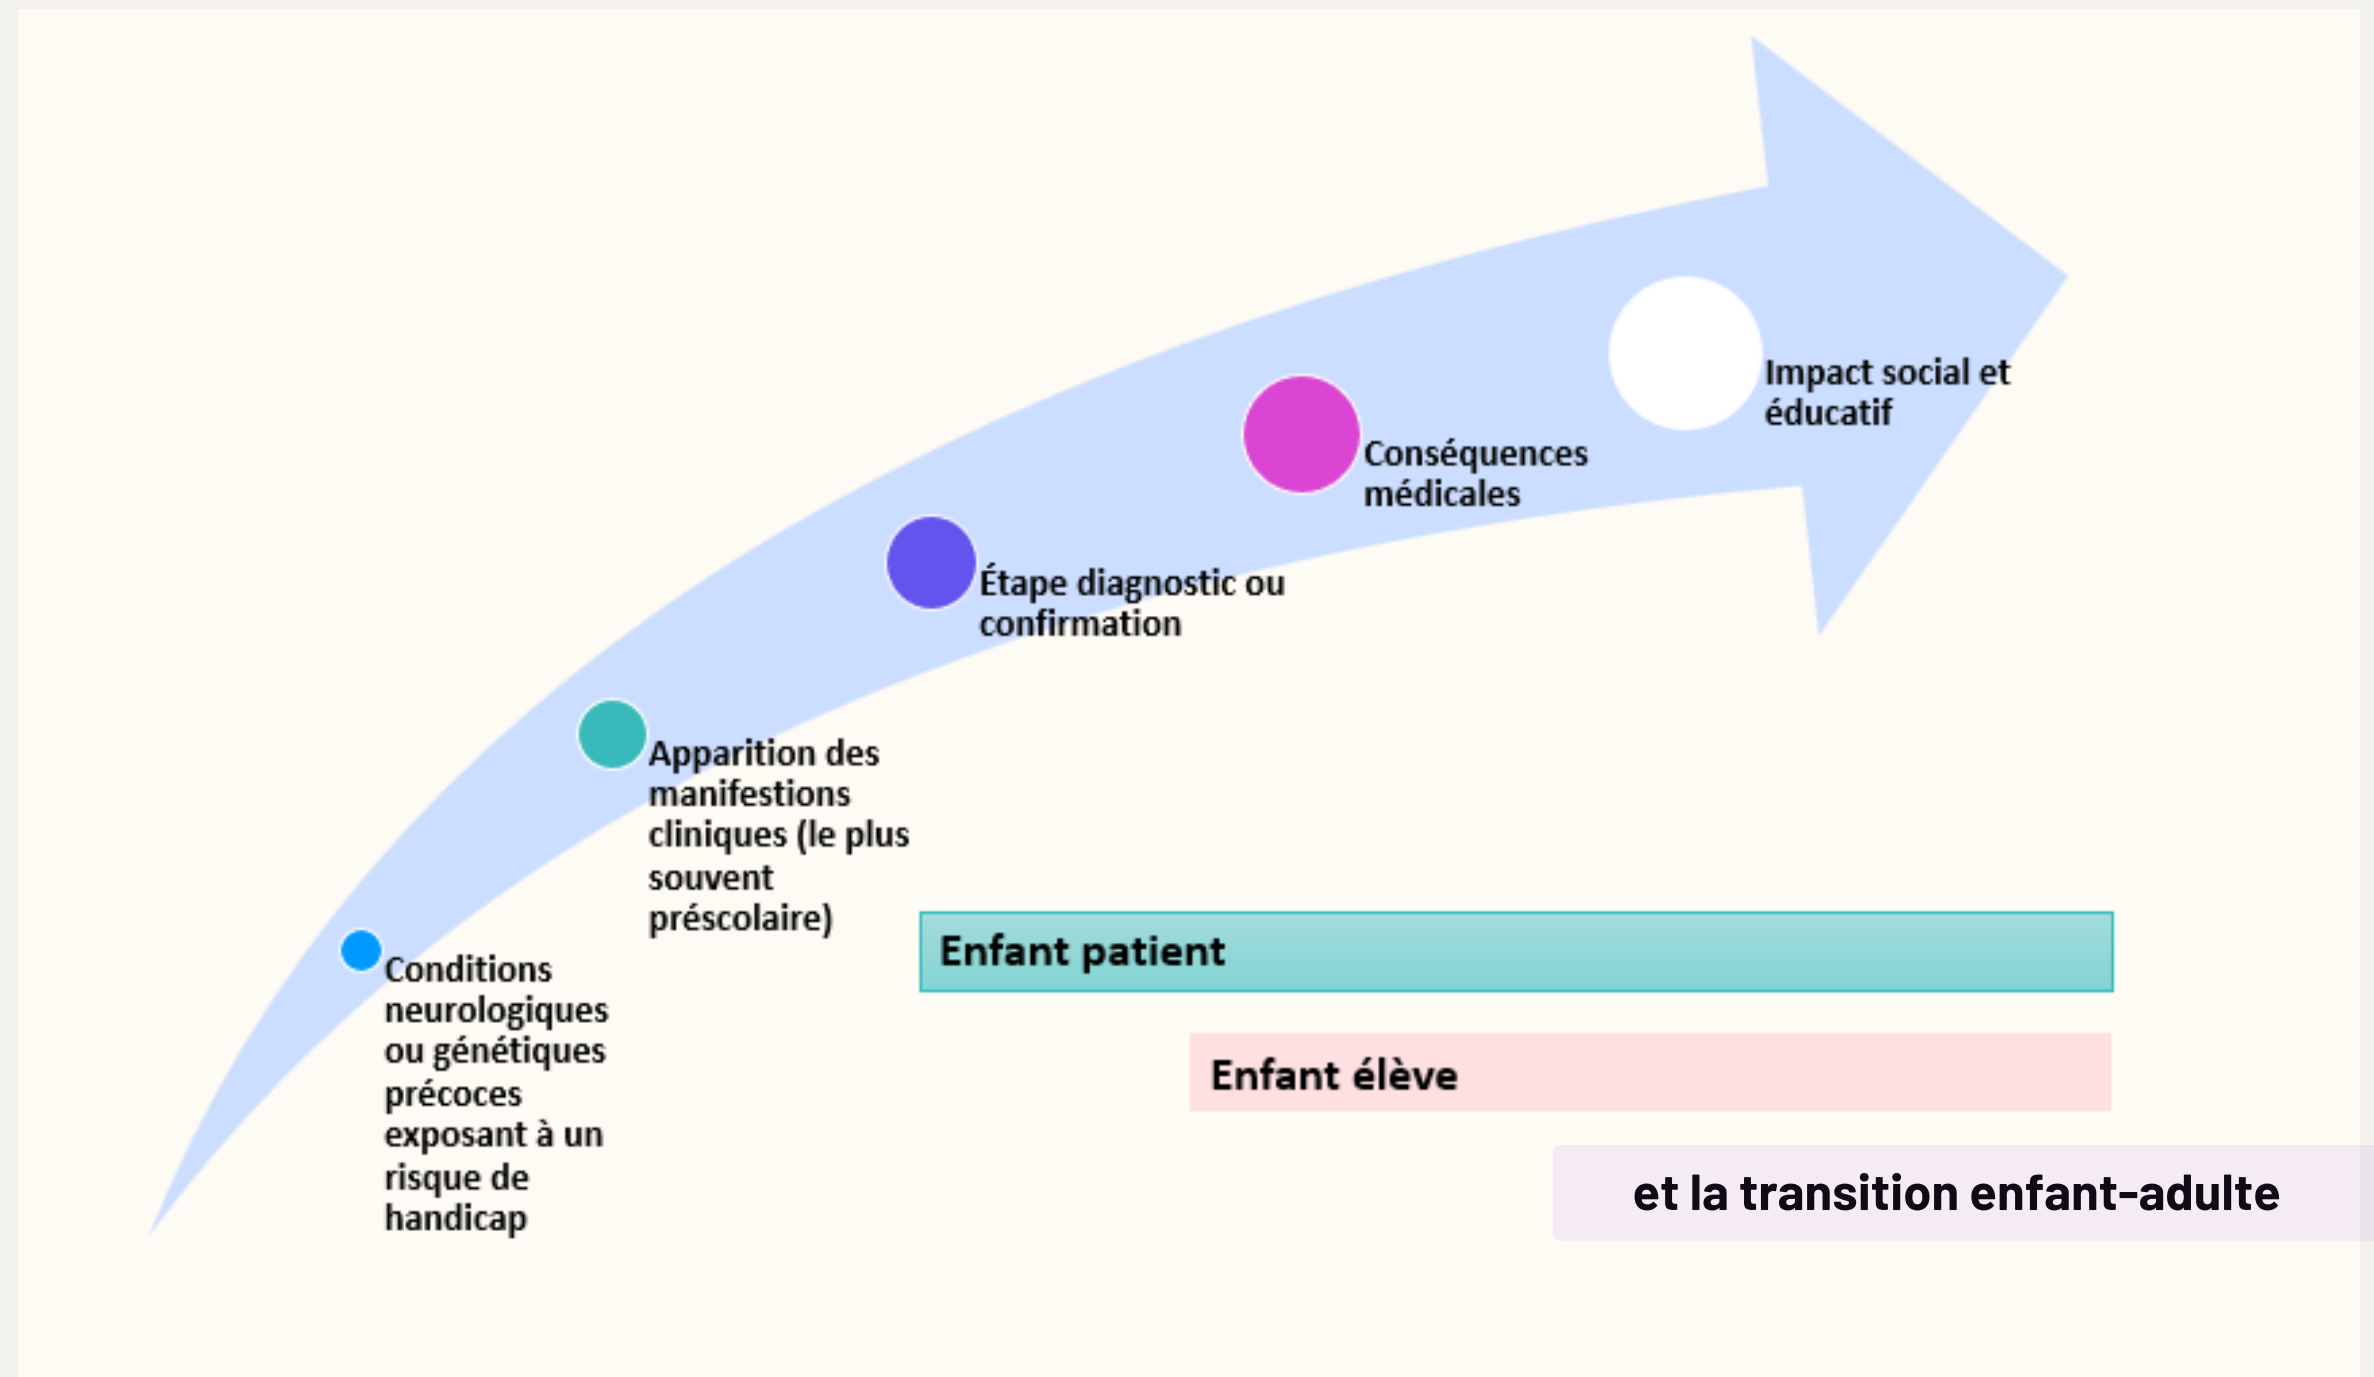 Conditions
neurologiques
ou génétiques
précoces
exposant à un
risque de
handicap
Apparition des
manifestions
cliniques (le plus
souvent
préscolaire)
Étape diagnostic ou
confirmation
Conséquences
médicales
Impact social et
éducatif
Enfant patient
Enfant élève
et la transition enfant-adulte